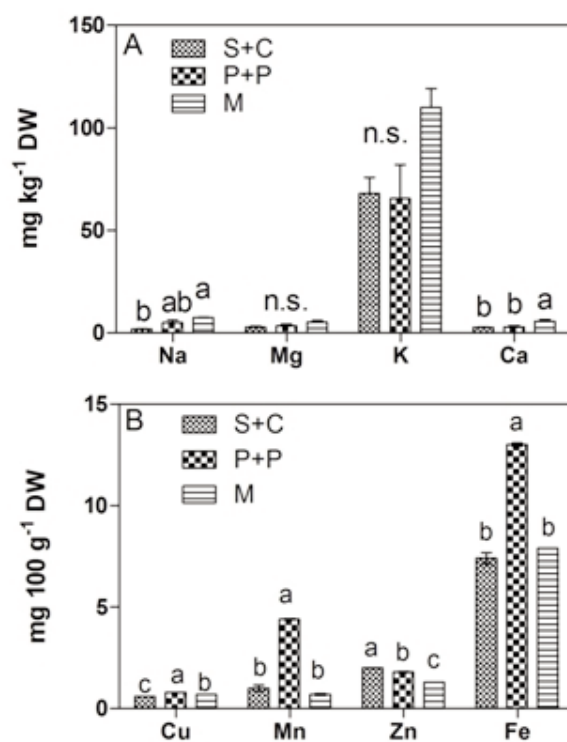 A
S+C
P+P
M
mg kg⁻¹ DW
150
100
50
0
b ab a
n.s.
n.s.
b b a
Na Mg K Ca
B
S+C
P+P
M
mg 100 g⁻¹ DW
15
10
5
0
c a b
b a b
a b c
b a b
Cu Mn Zn Fe